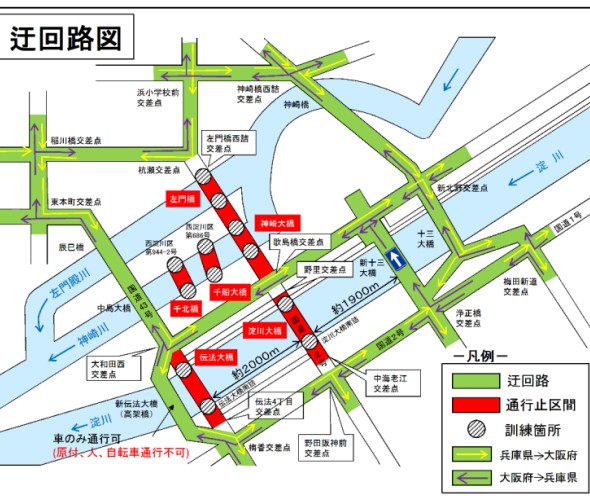 迂回路図
浜小学校前
交差点
神崎橋西詰
交差点
神崎橋
稲川橋交差点
左門橋西詰
交差点
杭瀬交差点
淀川
東本町交差点
左門橋
新北野交差点
西淀川区
第686号
神崎大橋
国道1号
辰巳橋
西淀川区
第944-2号
歌島橋交差点
十三
大橋
左門殿川
国道43号
野里交差点
新十三
大橋
梅田新道
交差点
中島大橋
千船大橋
千北橋
約1900m
浄正橋
交差点
神崎川
淀川大橋
淀川大橋南詰
国道2号
国道2号
伝法大橋
大和田西
交差点
約2000m
伝法大橋南詰
中海老江
交差点
新伝法大橋
(高架橋)
伝法4丁目
交差点
淀川
車のみ通行可
(原付、人、自転車通行不可)
梅香交差点
野田阪神前
交差点
－凡例－
迂回路
通行止区間
訓練箇所
兵庫県→大阪府
大阪府→兵庫県